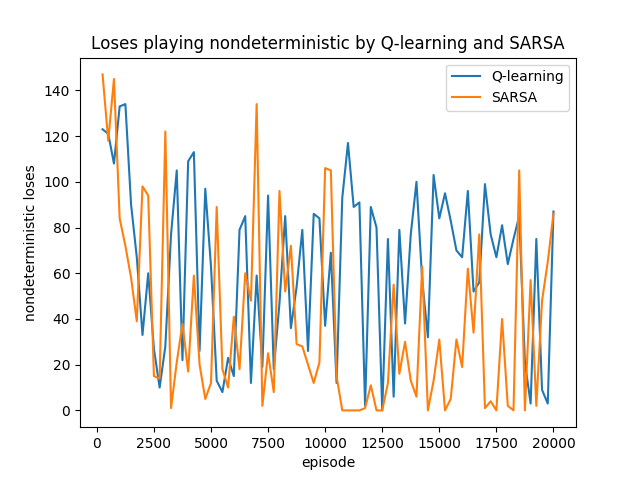 Loses playing nondeterministic by Q-learning and SARSA
Q-learning
SARSA
nondeterministic loses
140
120
100
80
60
40
20
0
0 2500 5000 7500 10000 12500 15000 17500 20000
episode